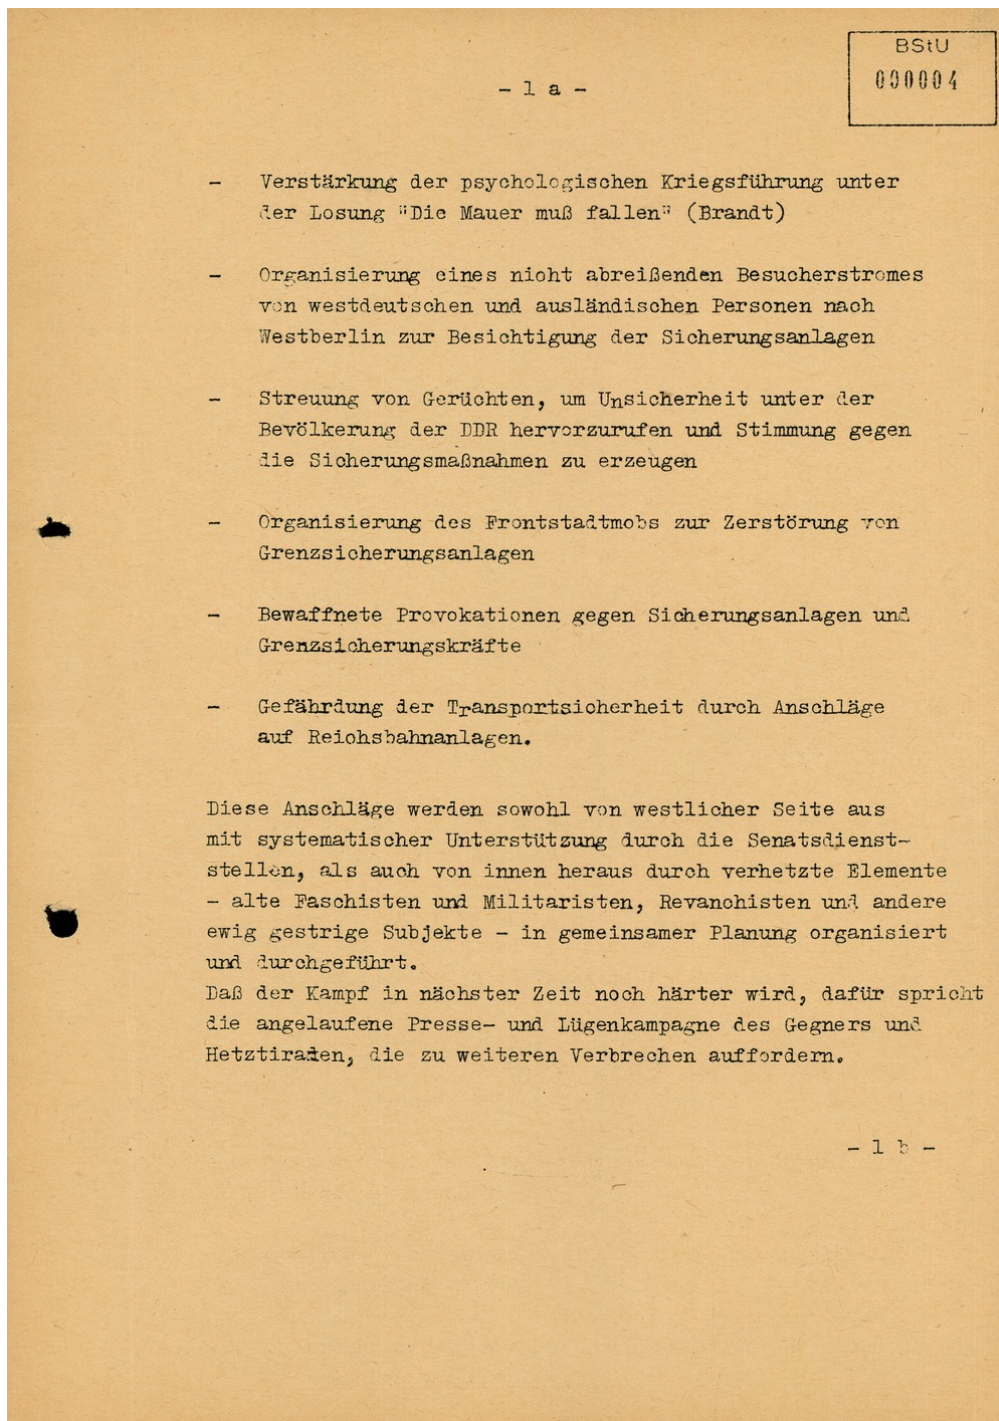 BStU
000004
- 1 a -
- Verstärkung der psychologischen Kriegsführung unter
der Losung "Die Mauer muß fallen" (Brandt)
- Organisierung eines nicht abreißenden Besucherstromes
von westdeutschen und ausländischen Personen nach
Westberlin zur Besichtigung der Sicherungsanlagen
- Streuung von Gerüchten, um Unsicherheit unter der
Bevölkerung der DDR hervorzurufen und Stimmung gegen
die Sicherungsmaßnahmen zu erzeugen
- Organisierung des Frontstadtmobs zur Zerstörung von
Grenzsicherungsanlagen
- Bewaffnete Provokationen gegen Sicherungsanlagen und
Grenzsicherungskräfte
- Gefährdung der Transportsicherheit durch Anschläge
auf Reichsbahnanlagen.
Diese Anschläge werden sowohl von westlicher Seite aus
mit systematischer Unterstützung durch die Senatsdienst-
stellen, als auch von innen heraus durch verhetzte Elemente
- alte Faschisten und Militaristen, Revanchisten und andere
ewig gestrige Subjekte - in gemeinsamer Planung organisiert
und durchgeführt.
Daß der Kampf in nächster Zeit noch härter wird, dafür spricht
die angelaufene Presse- und Lügenkampagne des Gegners und
Hetztiraden, die zu weiteren Verbrechen auffordern.
- 1 b -